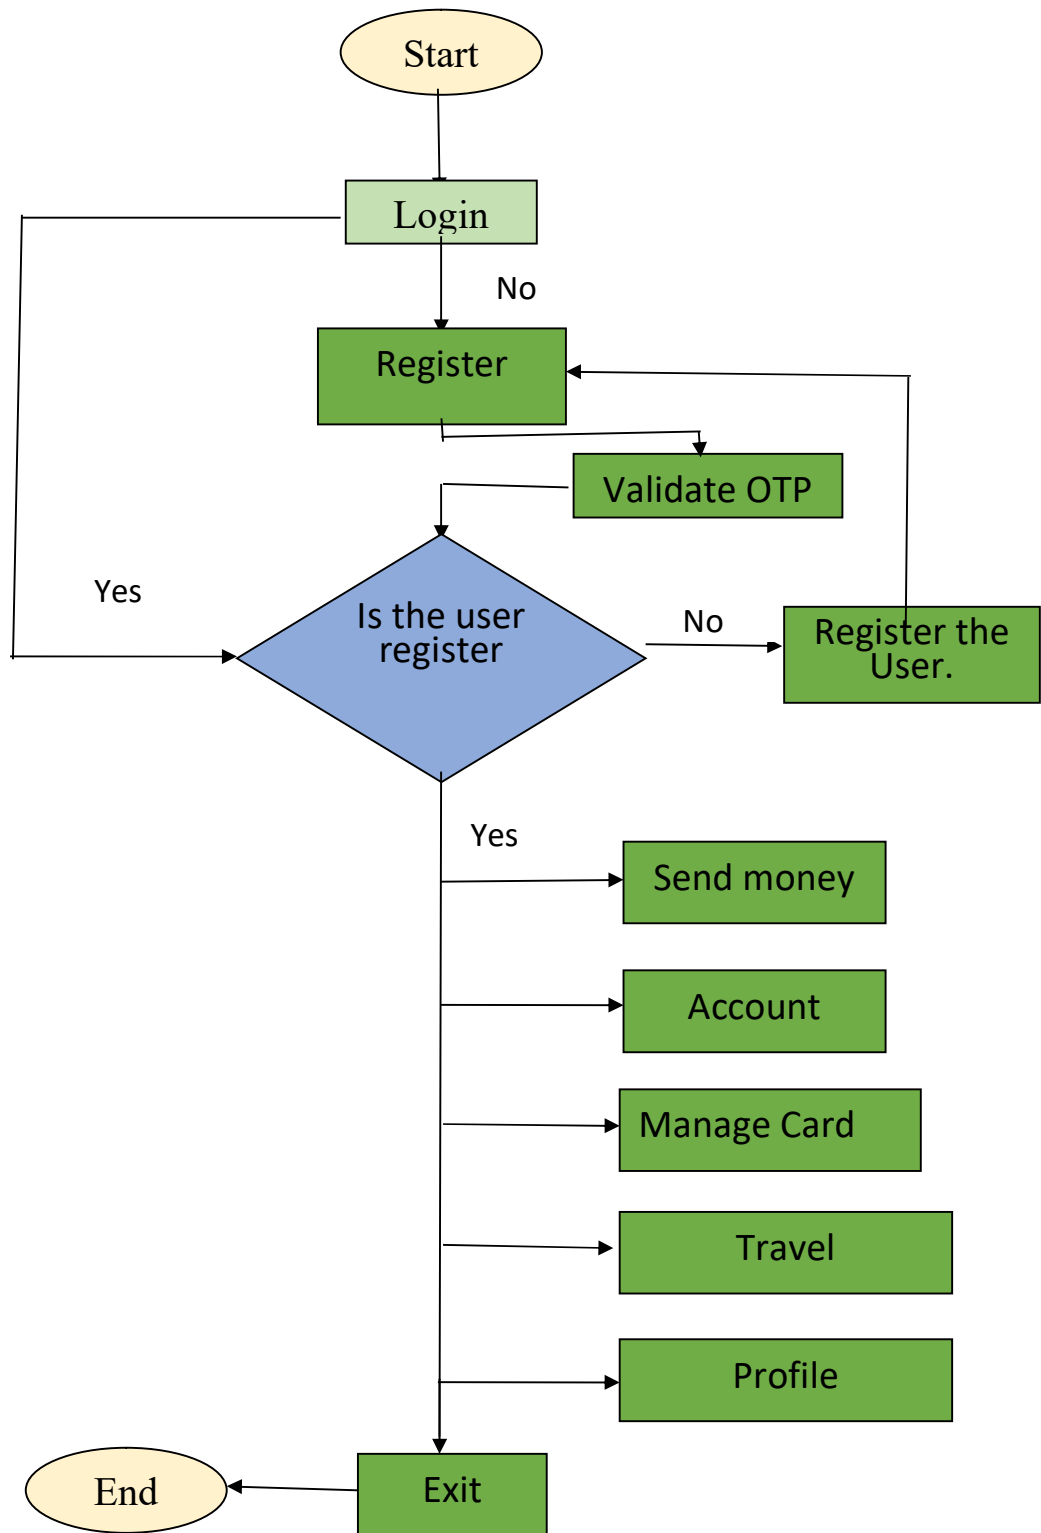 Start
Login
No
Register
Validate OTP
Yes
Is the user
register
No
Register the
User.
Yes
Send money
Account
Manage Card
Travel
Profile
Exit
End